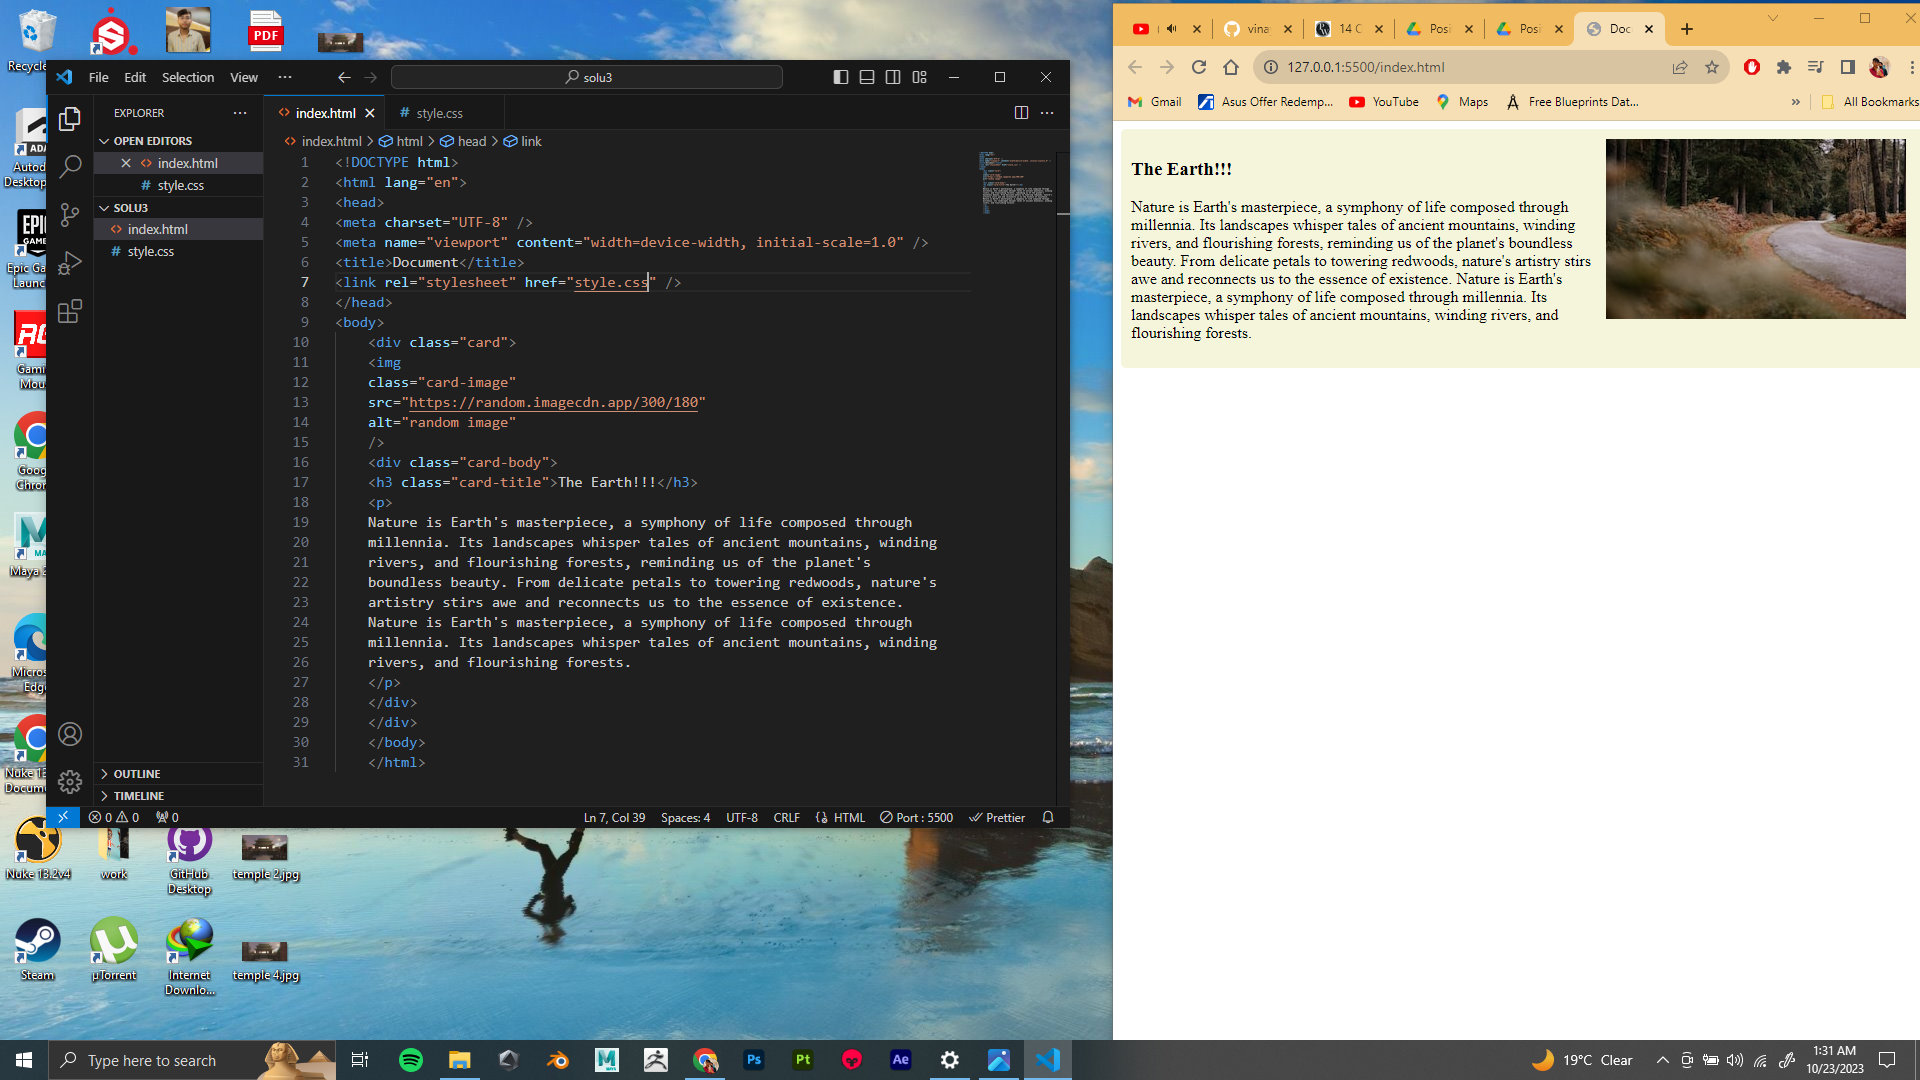 Recycle
PDF
File Edit Selection View ···
solu3
EXPLORER ···
OPEN EDITORS
index.html
# style.css
SOLU3
index.html
# style.css
OUTLINE
TIMELINE
index.html
# style.css
index.html > html > head > link
1 <!DOCTYPE html>
2 <html lang="en">
3 <head>
4 <meta charset="UTF-8" />
5 <meta name="viewport" content="width=device-width, initial-scale=1.0" />
6 <title>Document</title>
7 <link rel="stylesheet" href="style.css" />
8 </head>
9 <body>
10 <div class="card">
11 <img
12 class="card-image"
13 src="https://random.imagecdn.app/300/180"
14 alt="random image"
15 />
16 <div class="card-body">
17 <h3 class="card-title">The Earth!!!</h3>
18 <p>
19 Nature is Earth's masterpiece, a symphony of life composed through
20 millennia. Its landscapes whisper tales of ancient mountains, winding
21 rivers, and flourishing forests, reminding us of the planet's
22 boundless beauty. From delicate petals to towering redwoods, nature's
23 artistry stirs awe and reconnects us to the essence of existence.
24 Nature is Earth's masterpiece, a symphony of life composed through
25 millennia. Its landscapes whisper tales of ancient mountains, winding
26 rivers, and flourishing forests.
27 </p>
28 </div>
29 </div>
30 </body>
31 </html>
0 0 0
Ln 7, Col 39 Spaces: 4 UTF-8 CRLF HTML Port : 5500 Prettier
vina
14 C
Posi
Posi
Doc
127.0.0.1:5500/index.html
Gmail Asus Offer Redemp... YouTube Maps Free Blueprints Dat... » All Bookmarks
The Earth!!!
Nature is Earth's masterpiece, a symphony of life composed through
millennia. Its landscapes whisper tales of ancient mountains, winding
rivers, and flourishing forests, reminding us of the planet's boundless
beauty. From delicate petals to towering redwoods, nature's artistry stirs
awe and reconnects us to the essence of existence. Nature is Earth's
masterpiece, a symphony of life composed through millennia. Its
landscapes whisper tales of ancient mountains, winding rivers, and
flourishing forests.
Autod
Desktop
EPIC
GAME
Epic Ga
Launc
Gami
Mou
Goog
Chron
Maya 2
Micros
Edge
Nuke 13
Docum
Nuke 13.2v4
work
GitHub
Desktop
temple 2.jpg
Steam
µTorrent
Internet
Downlo...
temple 4.jpg
Type here to search
M
MAYA
Ps
Pt
Ae
19°C Clear
1:31 AM
10/23/2023